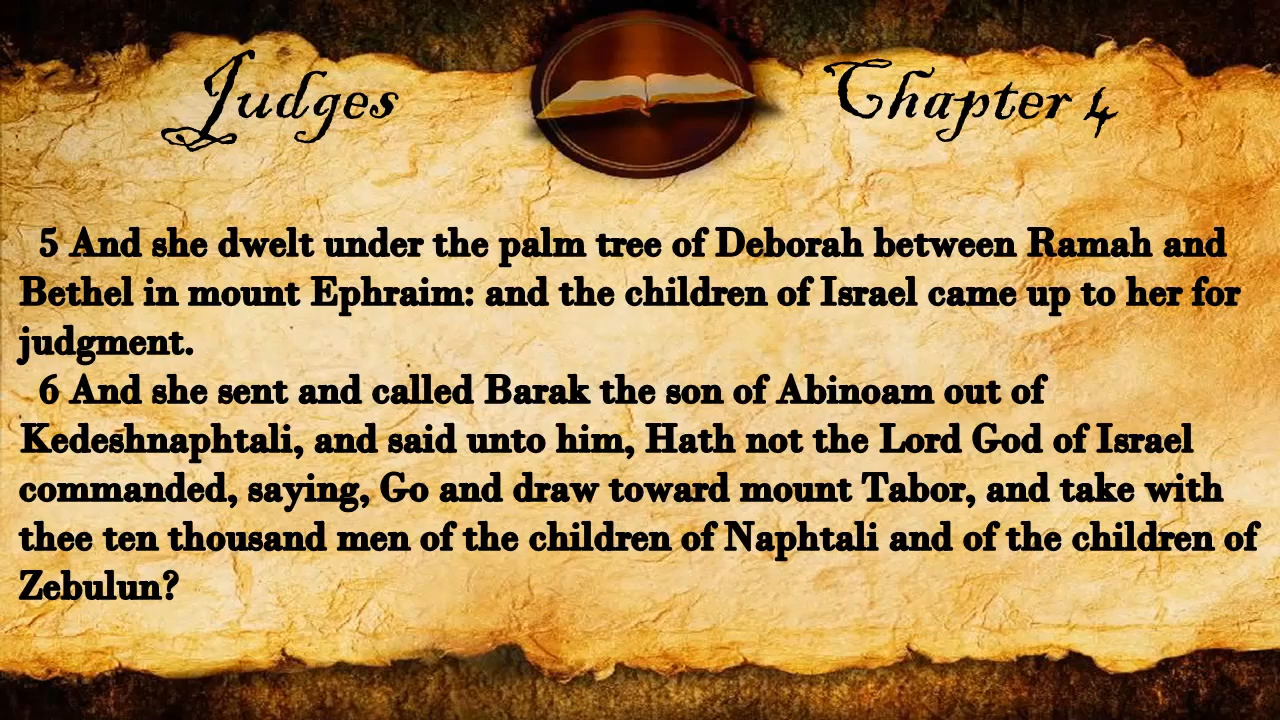 Judges
Chapter 4
5 And she dwelt under the palm tree of Deborah between Ramah and
Bethel in mount Ephraim: and the children of Israel came up to her for
judgment.
6 And she sent and called Barak the son of Abinoam out of
Kedeshnaphtali, and said unto him, Hath not the Lord God of Israel
commanded, saying, Go and draw toward mount Tabor, and take with
thee ten thousand men of the children of Naphtali and of the children of
Zebulun?